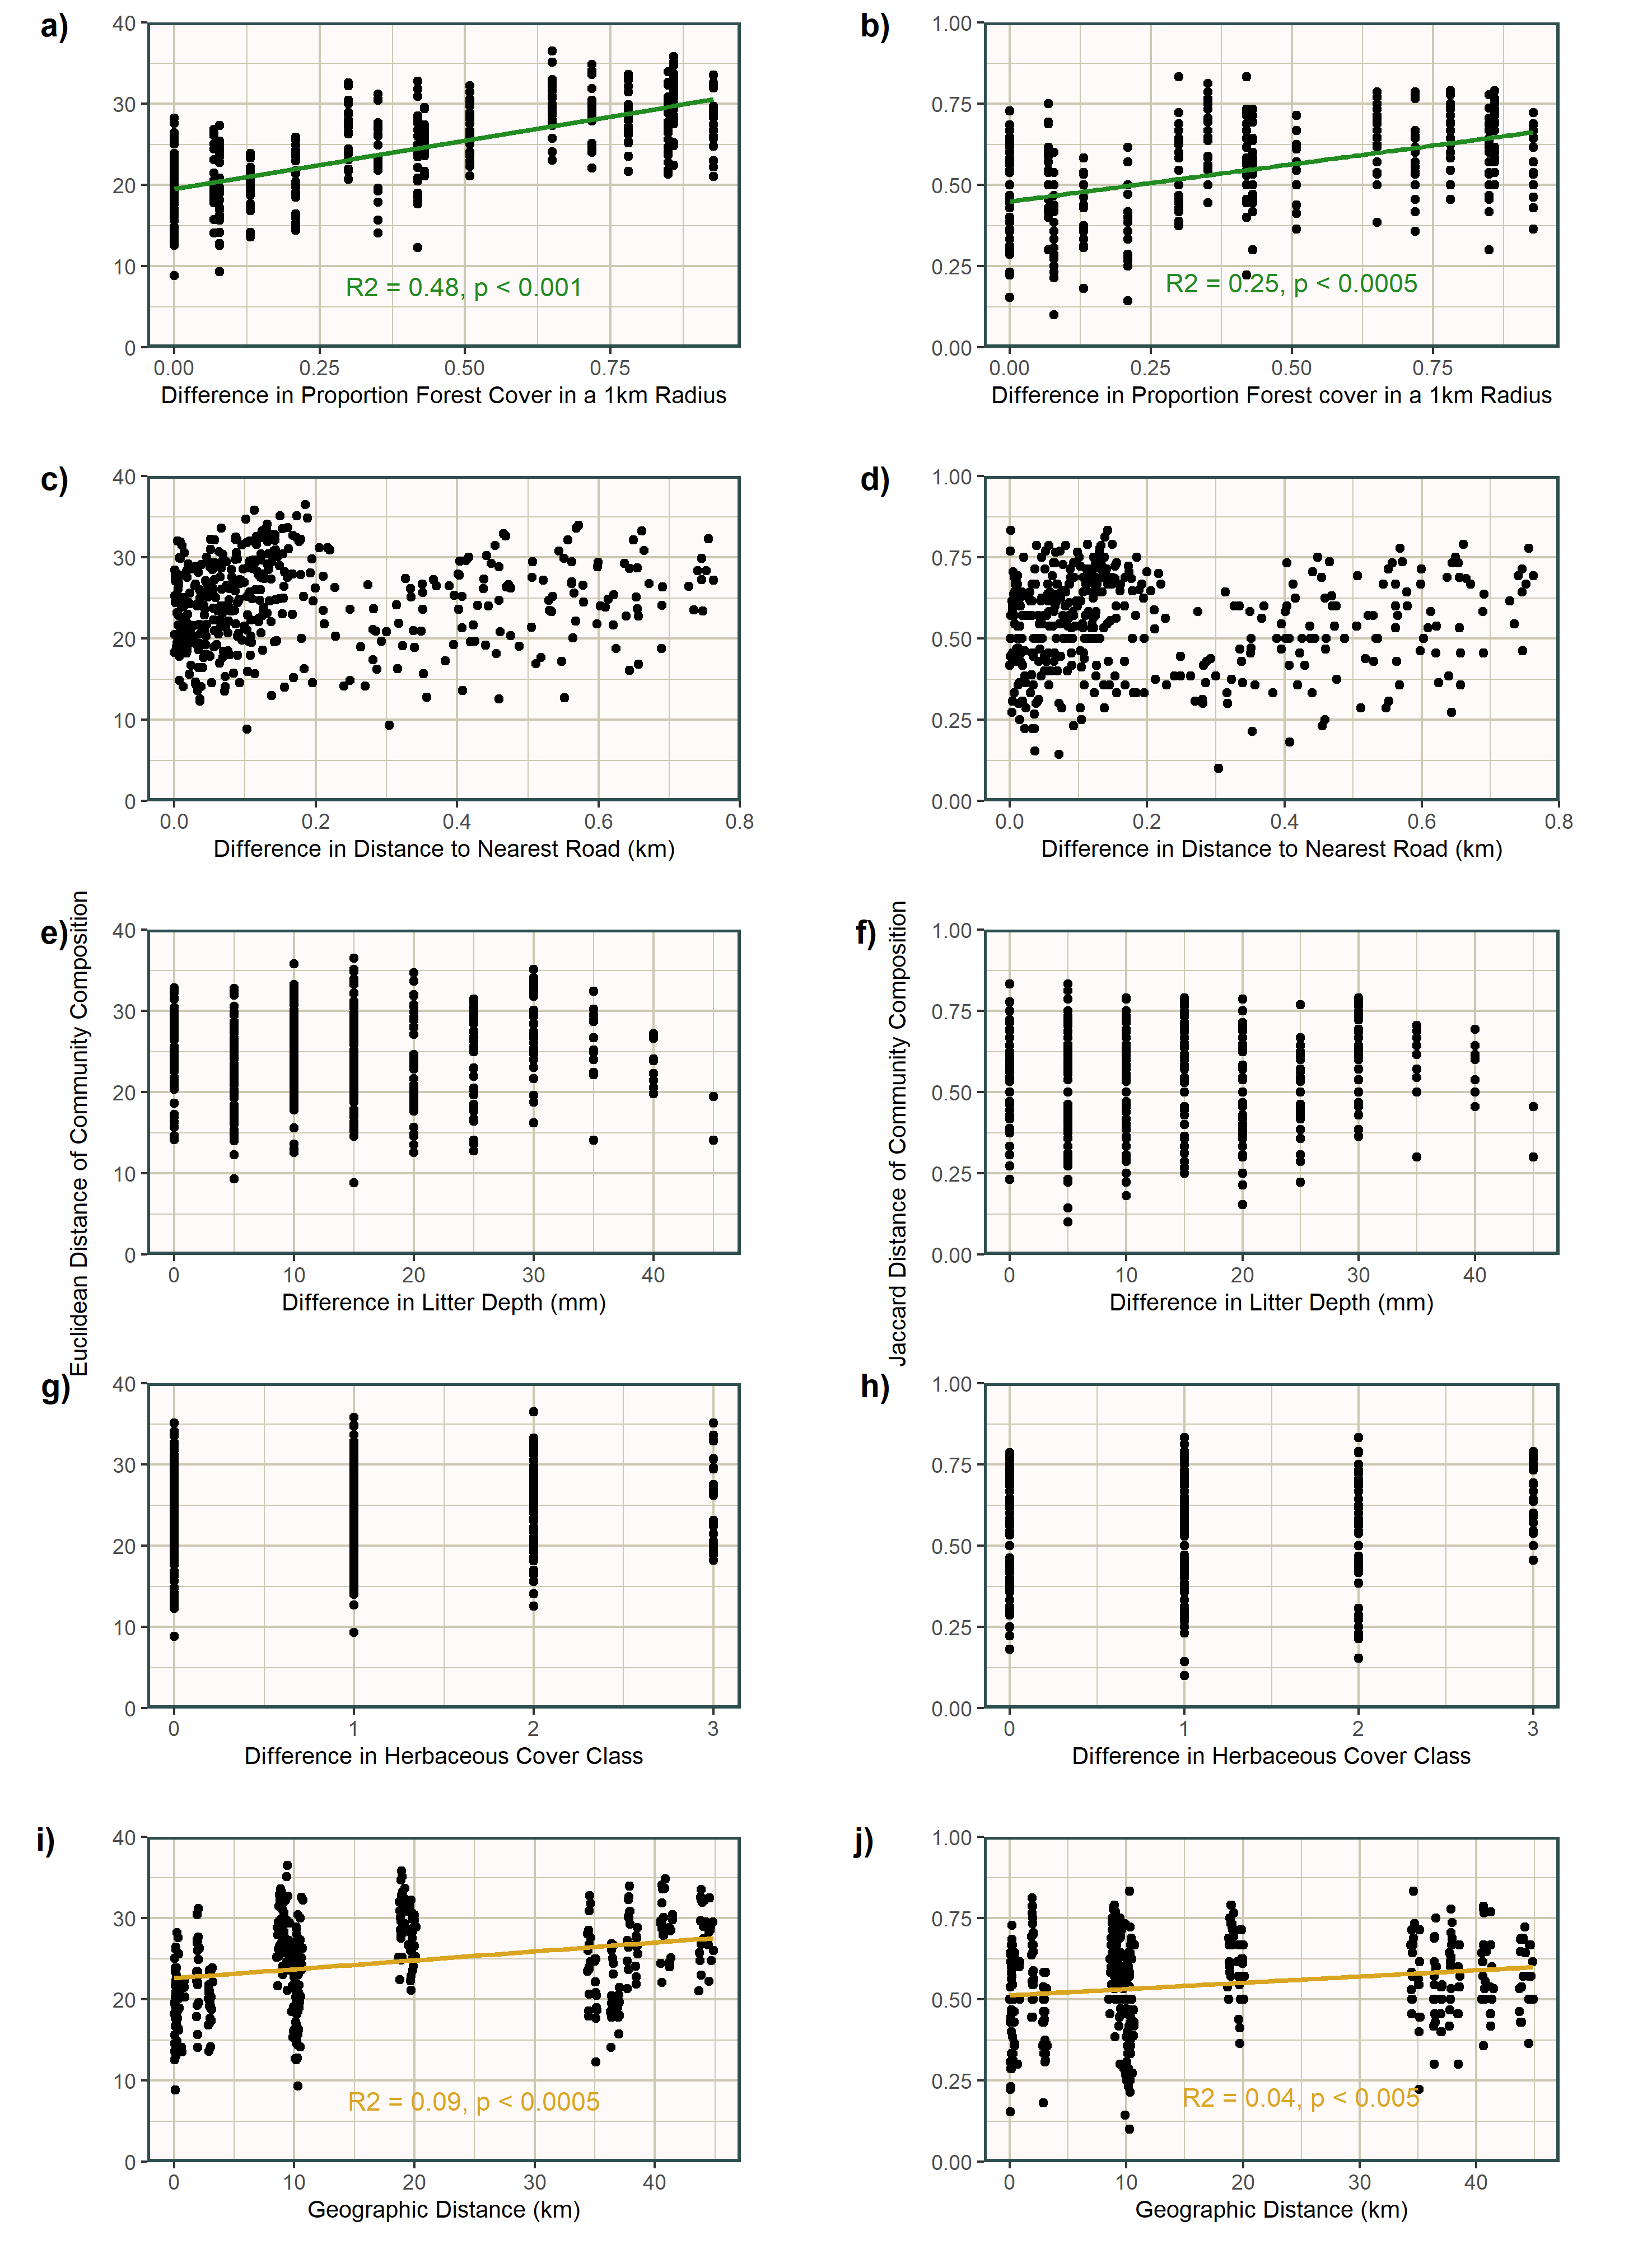 a)
40
30
20
10
0
0.00 0.25 0.50 0.75
R2 = 0.48, p < 0.001
Difference in Proportion Forest Cover in a 1km Radius
b)
1.00
0.75
0.50
0.25
0.00
0.00 0.25 0.50 0.75
R2 = 0.25, p < 0.0005
Difference in Proportion Forest cover in a 1km Radius
c)
40
30
20
10
0
0.0 0.2 0.4 0.6 0.8
Difference in Distance to Nearest Road (km)
d)
1.00
0.75
0.50
0.25
0.00
0.0 0.2 0.4 0.6 0.8
Difference in Distance to Nearest Road (km)
Euclidean Distance of Community Composition
e)
40
30
20
10
0
0 10 20 30 40
Difference in Litter Depth (mm)
Jaccard Distance of Community Composition
f)
1.00
0.75
0.50
0.25
0.00
0 10 20 30 40
Difference in Litter Depth (mm)
g)
40
30
20
10
0
0 1 2 3
Difference in Herbaceous Cover Class
h)
1.00
0.75
0.50
0.25
0.00
0 1 2 3
Difference in Herbaceous Cover Class
i)
40
30
20
10
0
0 10 20 30 40
R2 = 0.09, p < 0.0005
Geographic Distance (km)
j)
1.00
0.75
0.50
0.25
0.00
0 10 20 30 40
R2 = 0.04, p < 0.005
Geographic Distance (km)